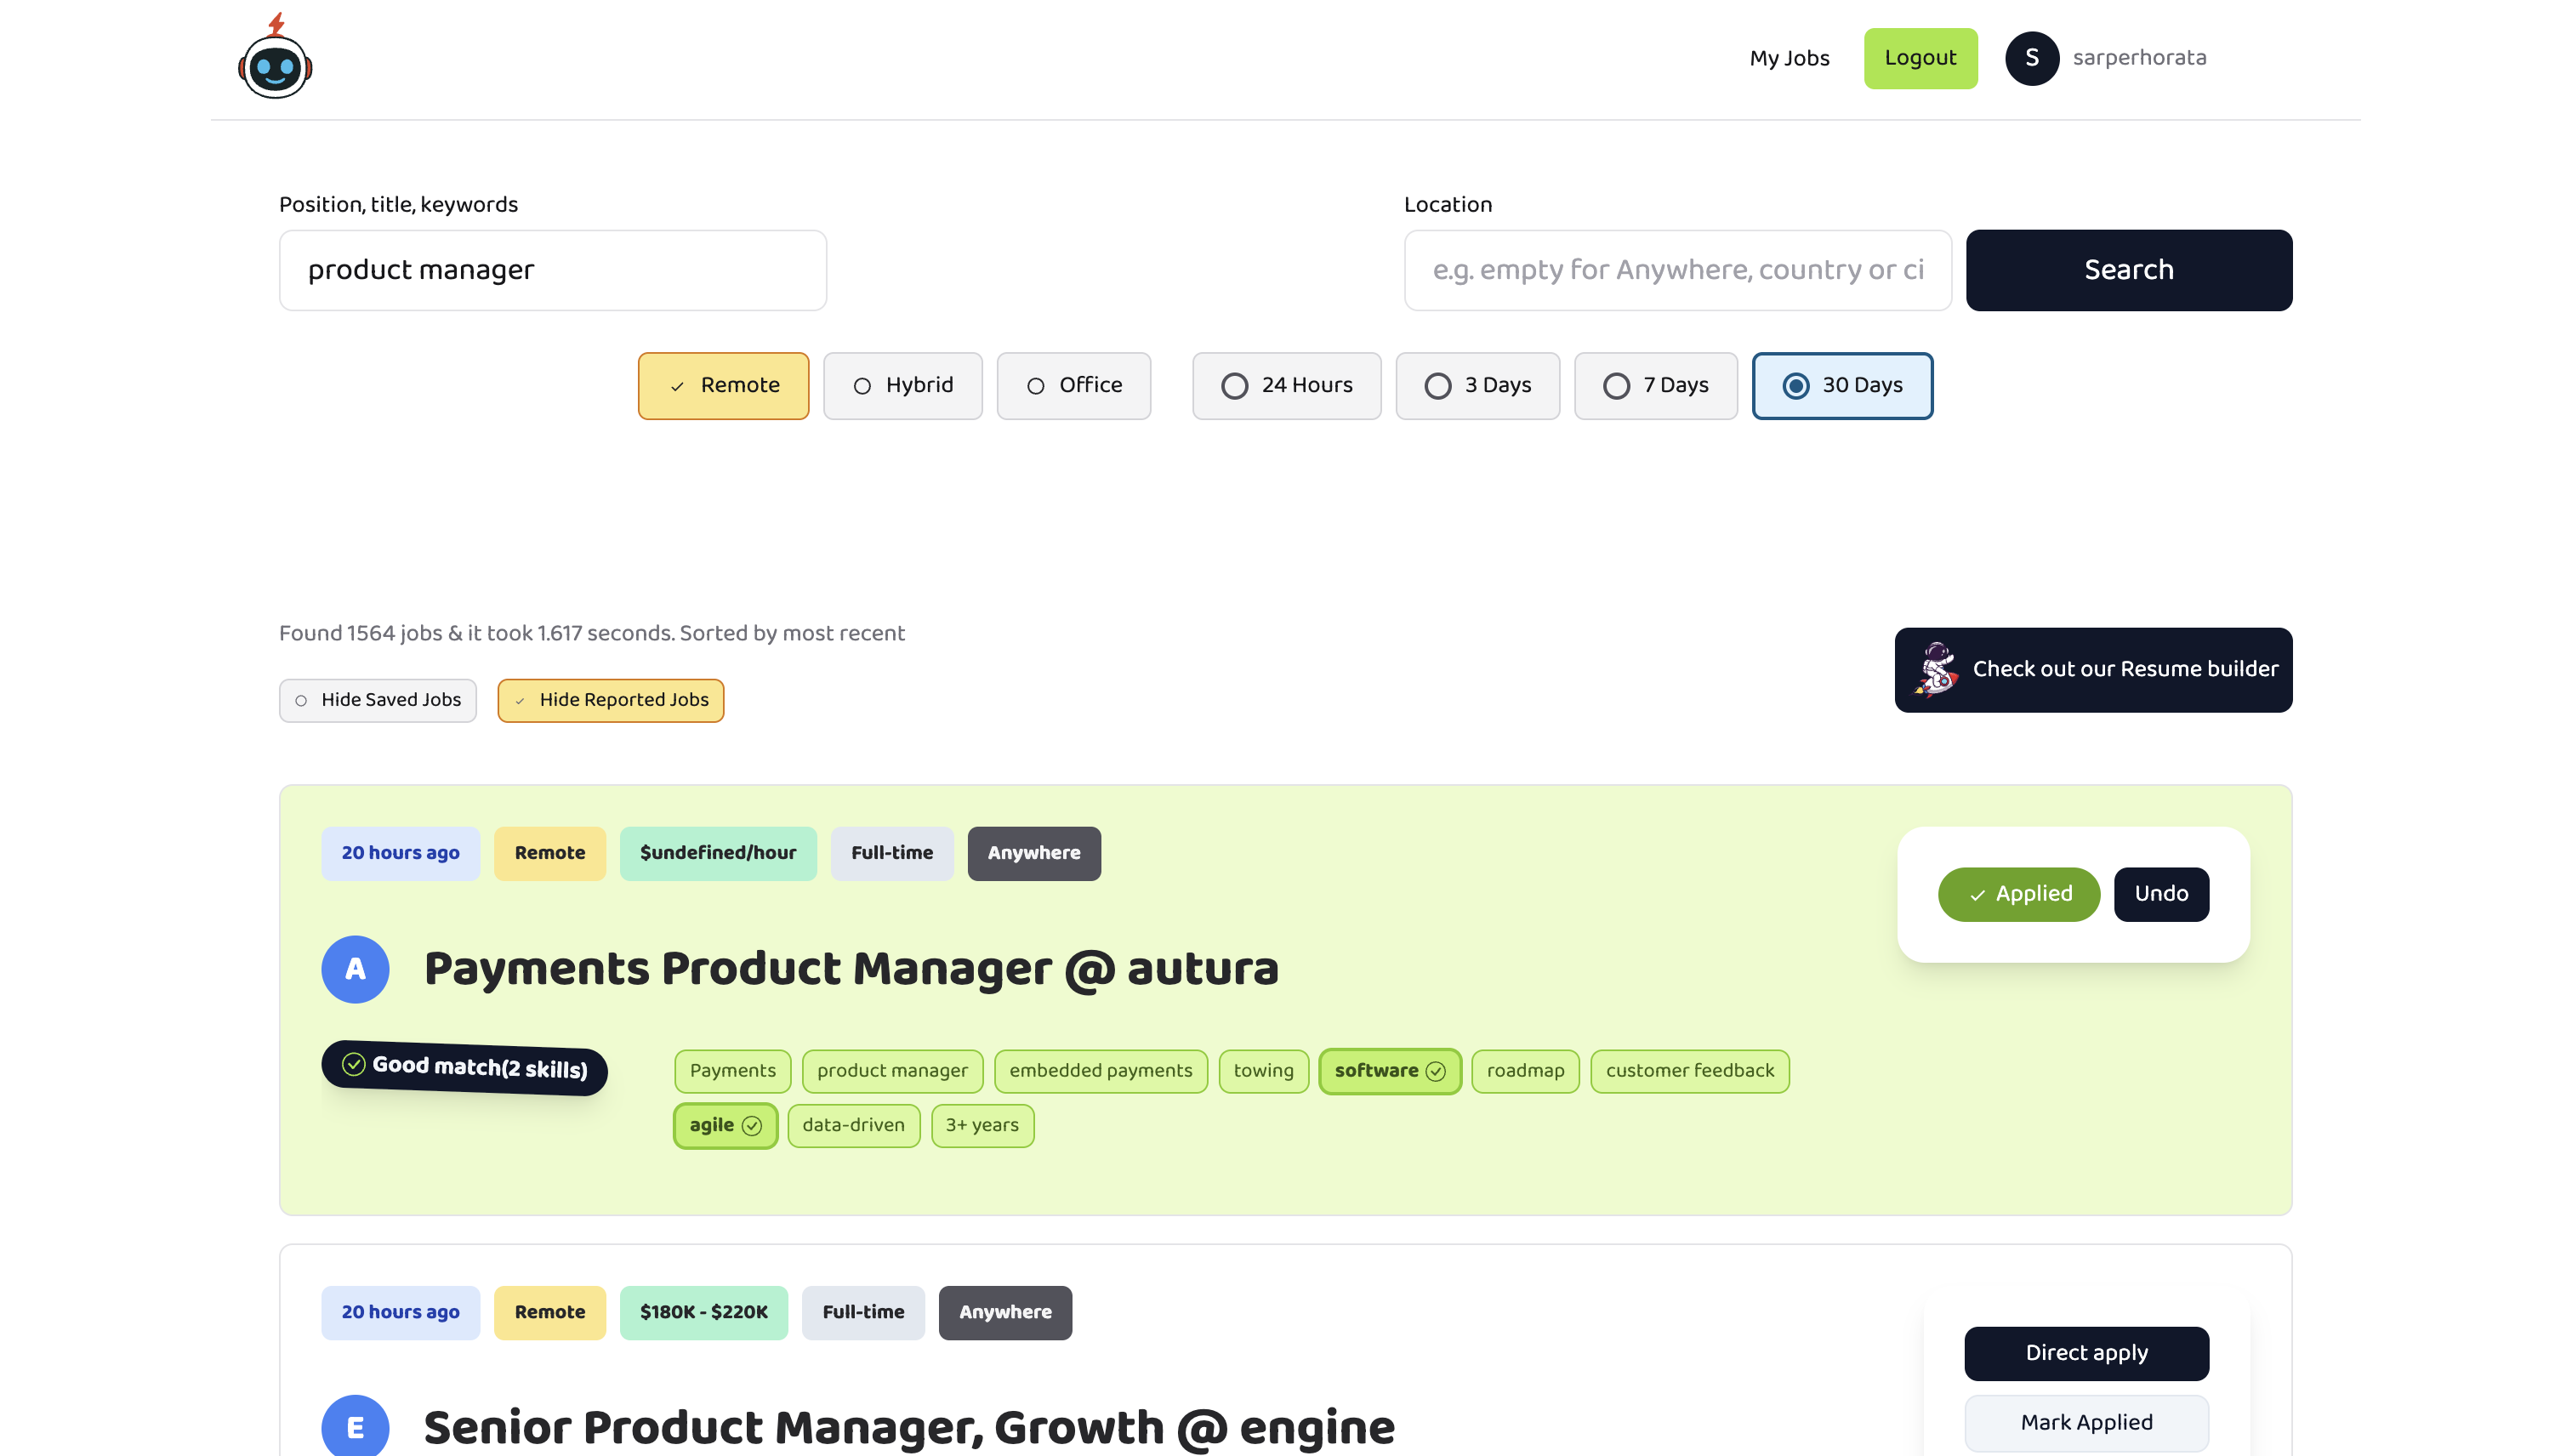 My Jobs
Logout
S
sarperhorata
Position, title, keywords
product manager
Location
e.g. empty for Anywhere, country or ci
Search
Remote
Hybrid
Office
24 Hours
3 Days
7 Days
30 Days
Found 1564 jobs & it took 1.617 seconds. Sorted by most recent
Hide Saved Jobs
Hide Reported Jobs
Check out our Resume builder
20 hours ago
Remote
$undefined/hour
Full-time
Anywhere
Applied
Undo
A
Payments Product Manager @ autura
Good match(2 skills)
Payments
product manager
embedded payments
towing
software
roadmap
customer feedback
agile
data-driven
3+ years
20 hours ago
Remote
$180K - $220K
Full-time
Anywhere
Direct apply
Mark Applied
E
Senior Product Manager, Growth @ engine